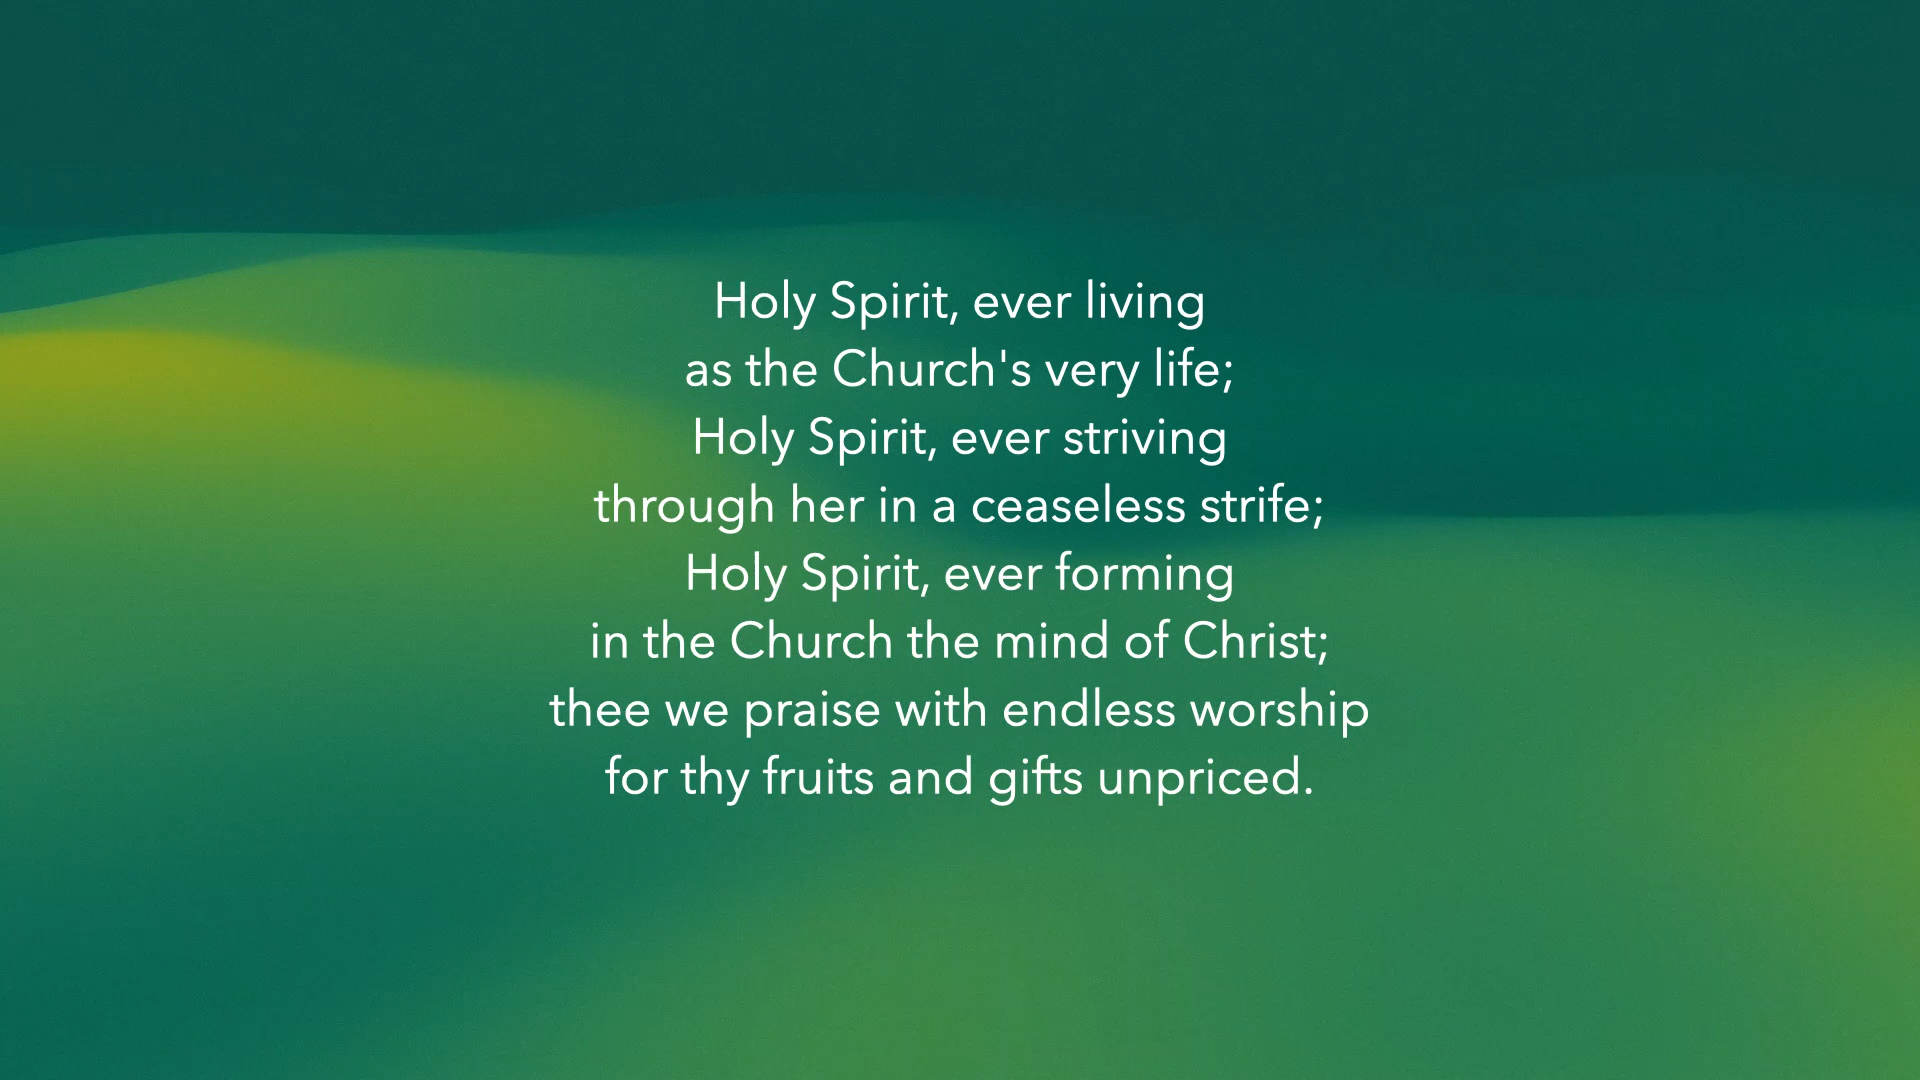 Holy Spirit, ever living
as the Church's very life;
Holy Spirit, ever striving
through her in a ceaseless strife;
Holy Spirit, ever forming
in the Church the mind of Christ;
thee we praise with endless worship
for thy fruits and gifts unpriced.